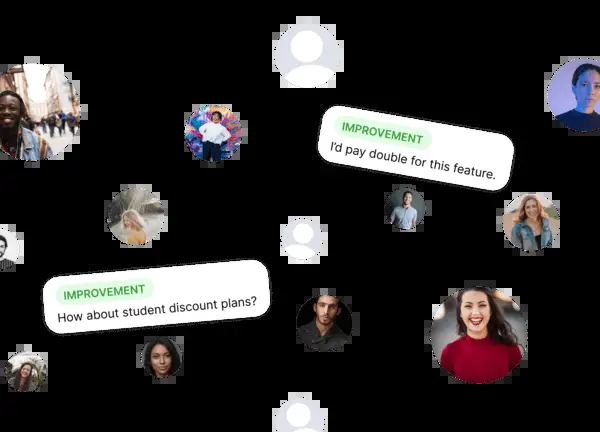 IMPROVEMENT
I'd pay double for this feature.
IMPROVEMENT
How about student discount plans?